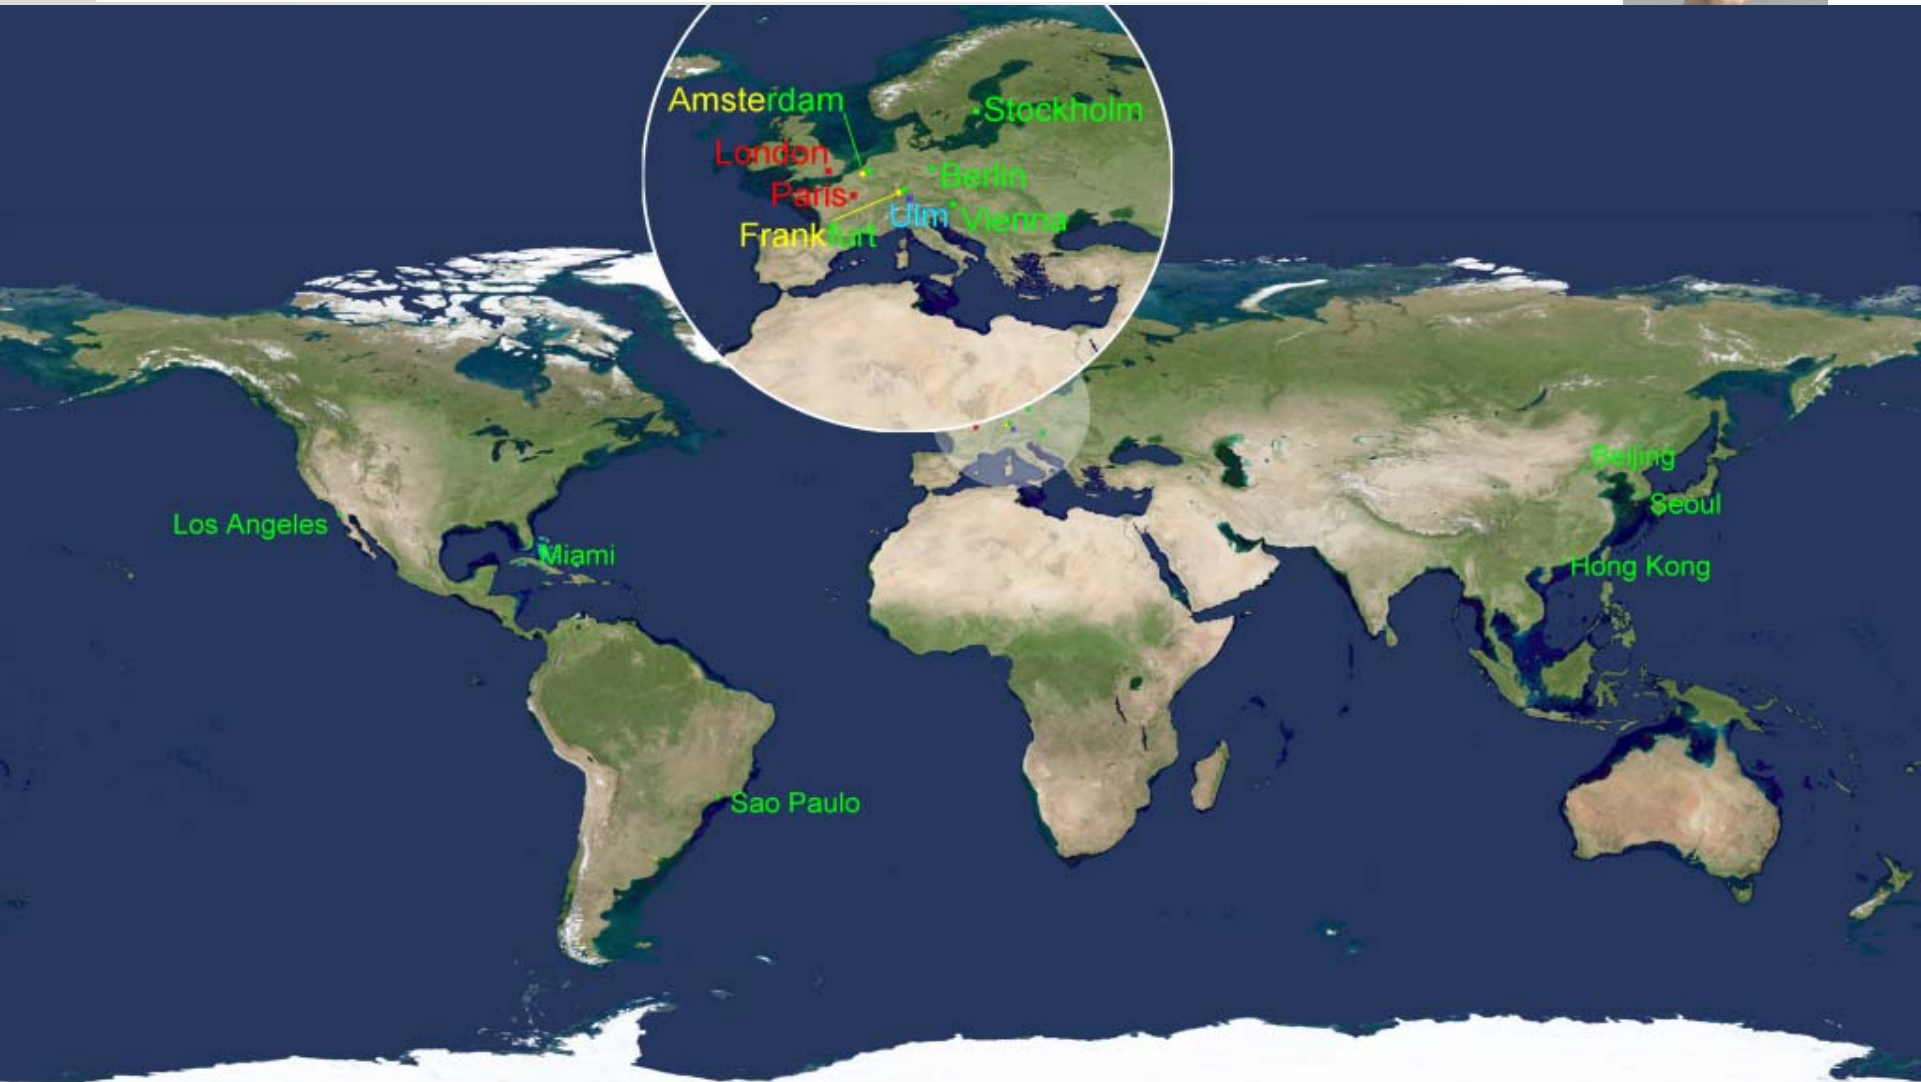 Amsterdam
Stockholm
London
Berlin
Paris
Ulm
Vienna
Frankfurt
Beijing
Seoul
Los Angeles
Miami
Hong Kong
Sao Paulo